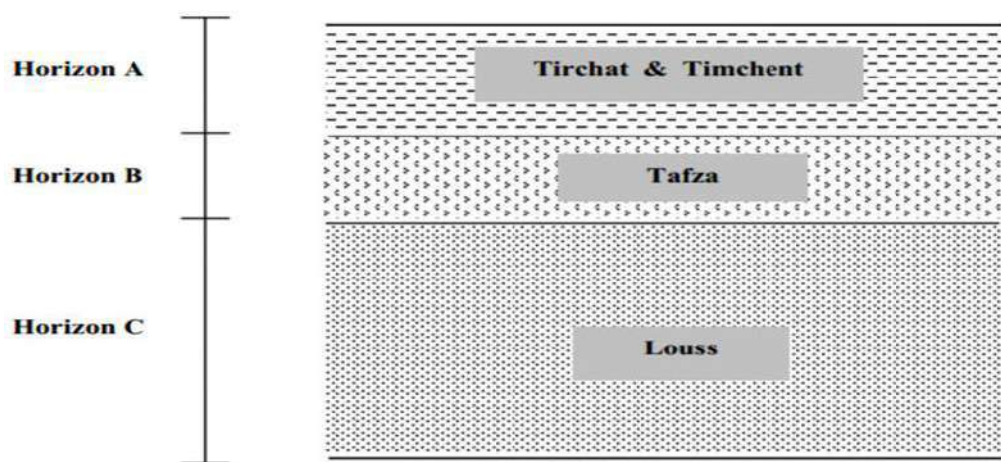 Horizon A
Tirchat & Timchent
Horizon B
Tafza
Horizon C
Louss